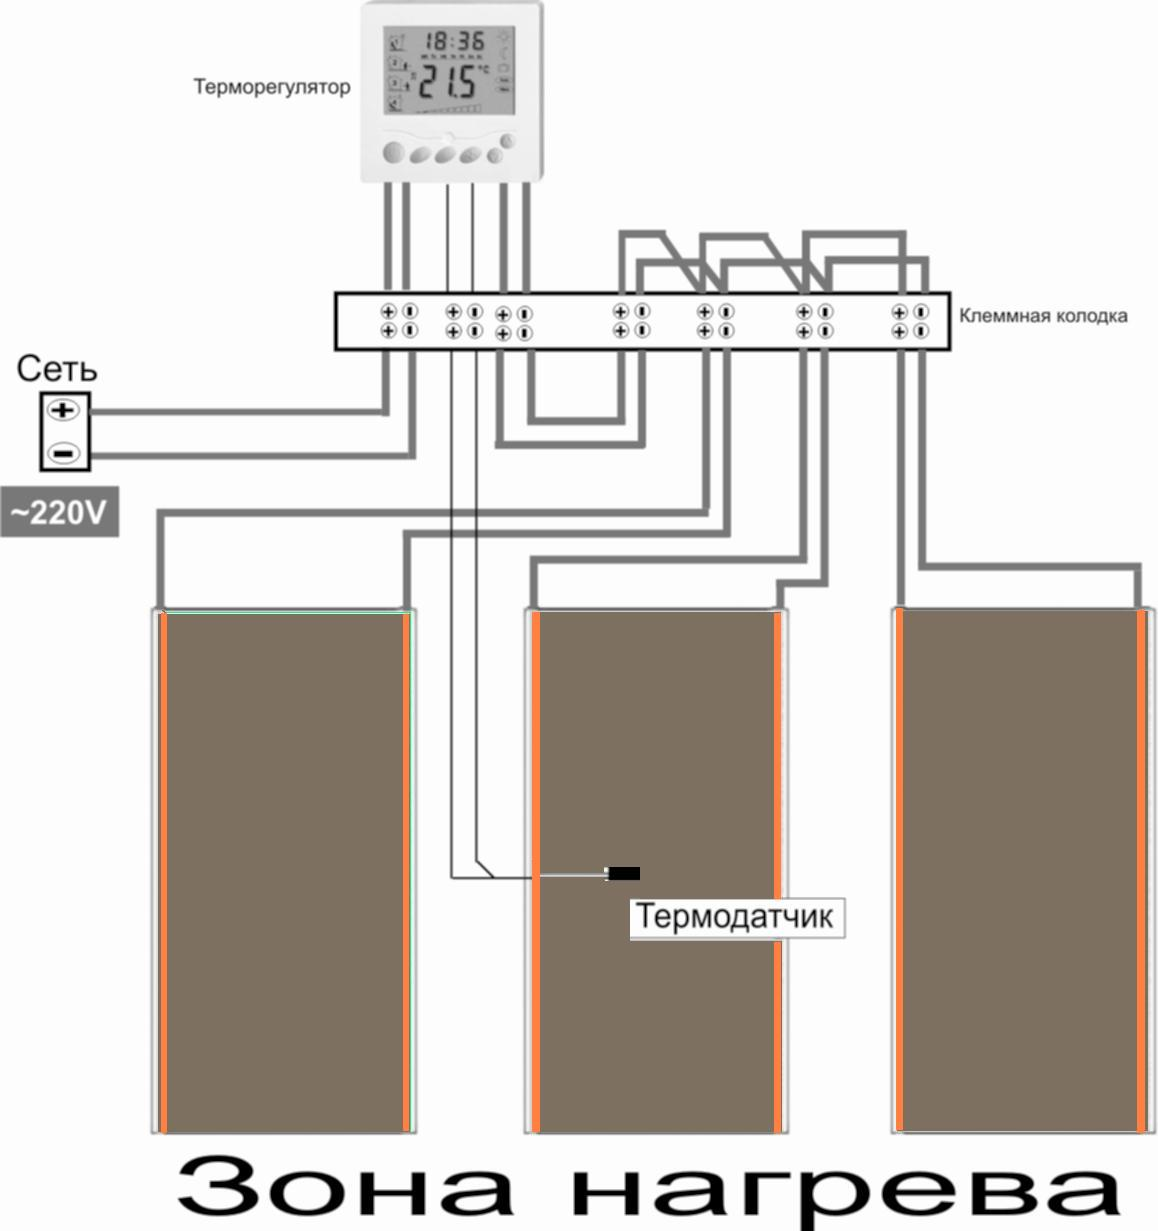 18:36
21.5 °C
Терморегулятор
Клеммная колодка
Сеть
~220V
Термодатчик
Зона нагрева